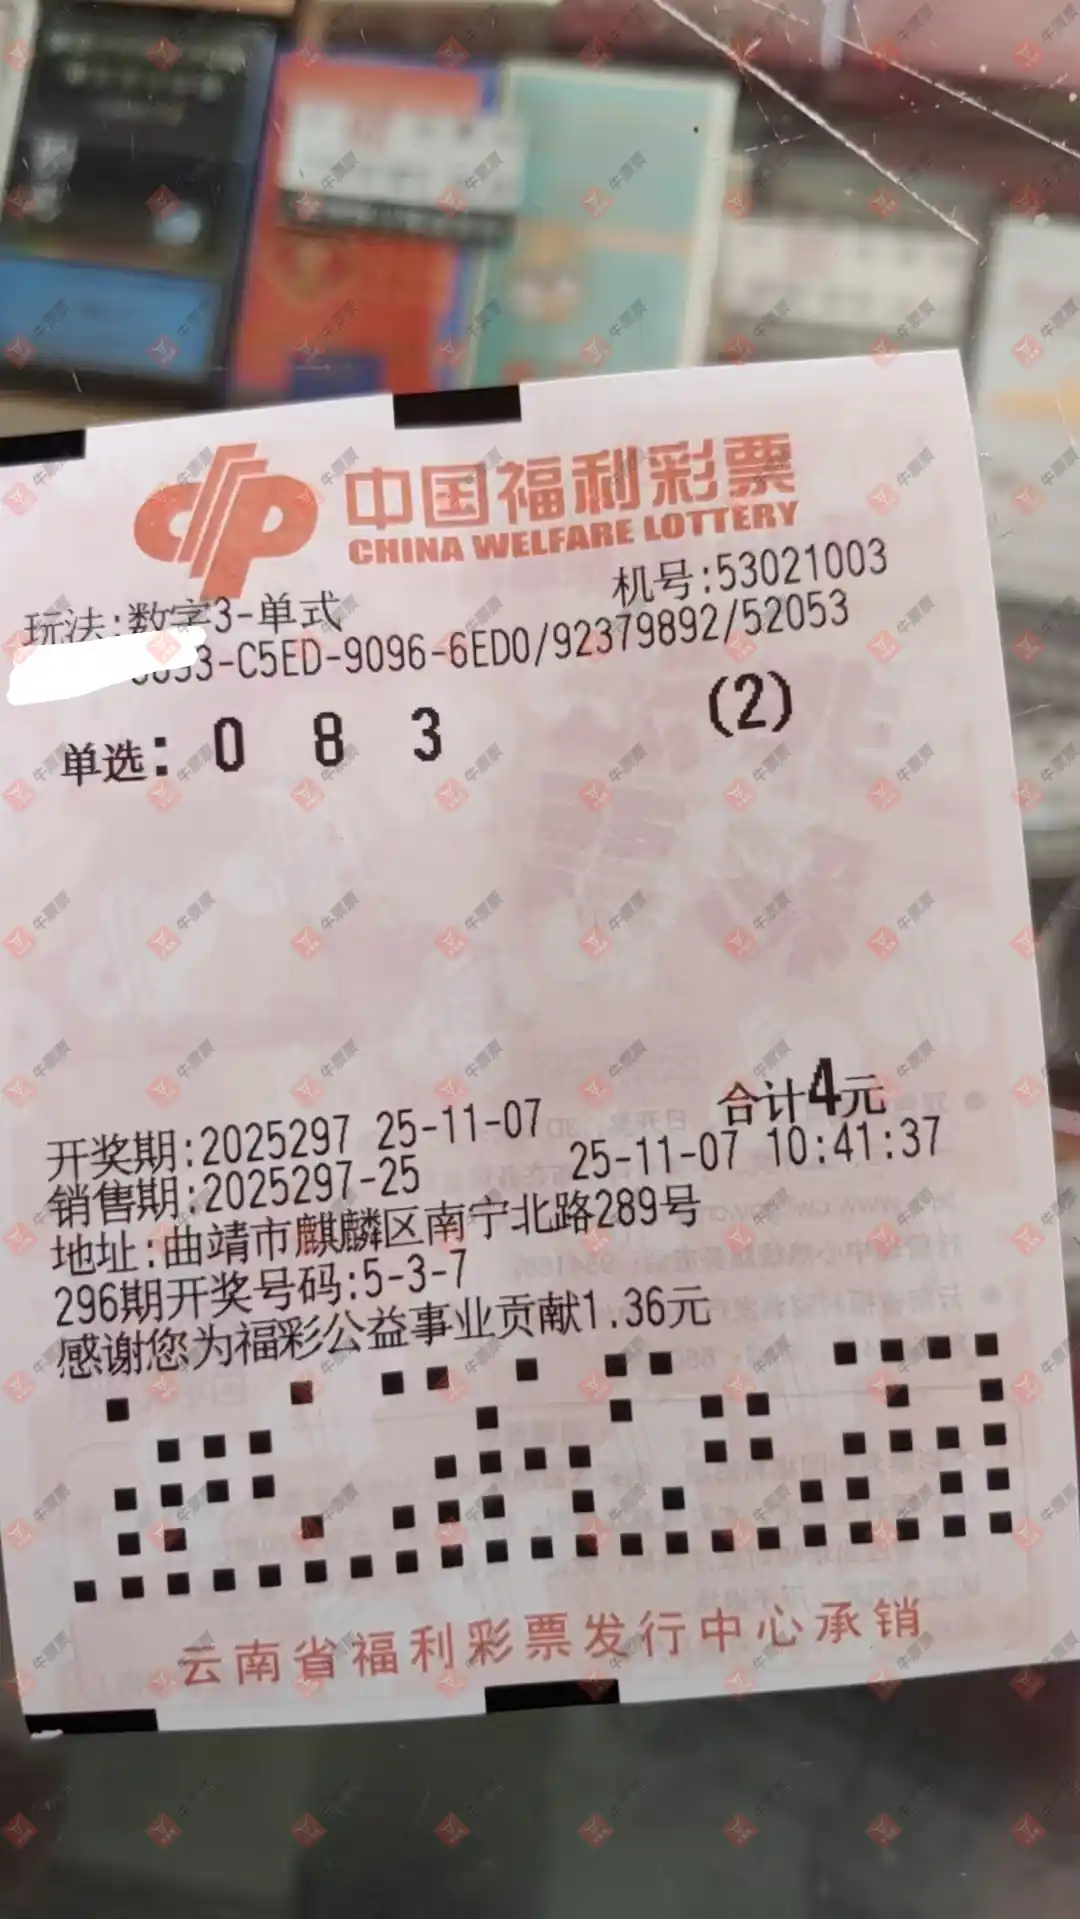 中国福利彩票
CHINA WELFARE LOTTERY
机号:53021003
玩法:数字3-单式
3-C5ED-9096-6ED0/92379892/52053
单选: 0 8 3 (2)
合计4元
开奖期:2025297 25-11-07
销售期:2025297-25 25-11-07 10:41:37
地址:曲靖市麒麟区南宁北路289号
296期开奖号码:5-3-7
感谢您为福彩公益事业贡献1.36元
云南省福利彩票发行中心承销
牛票票